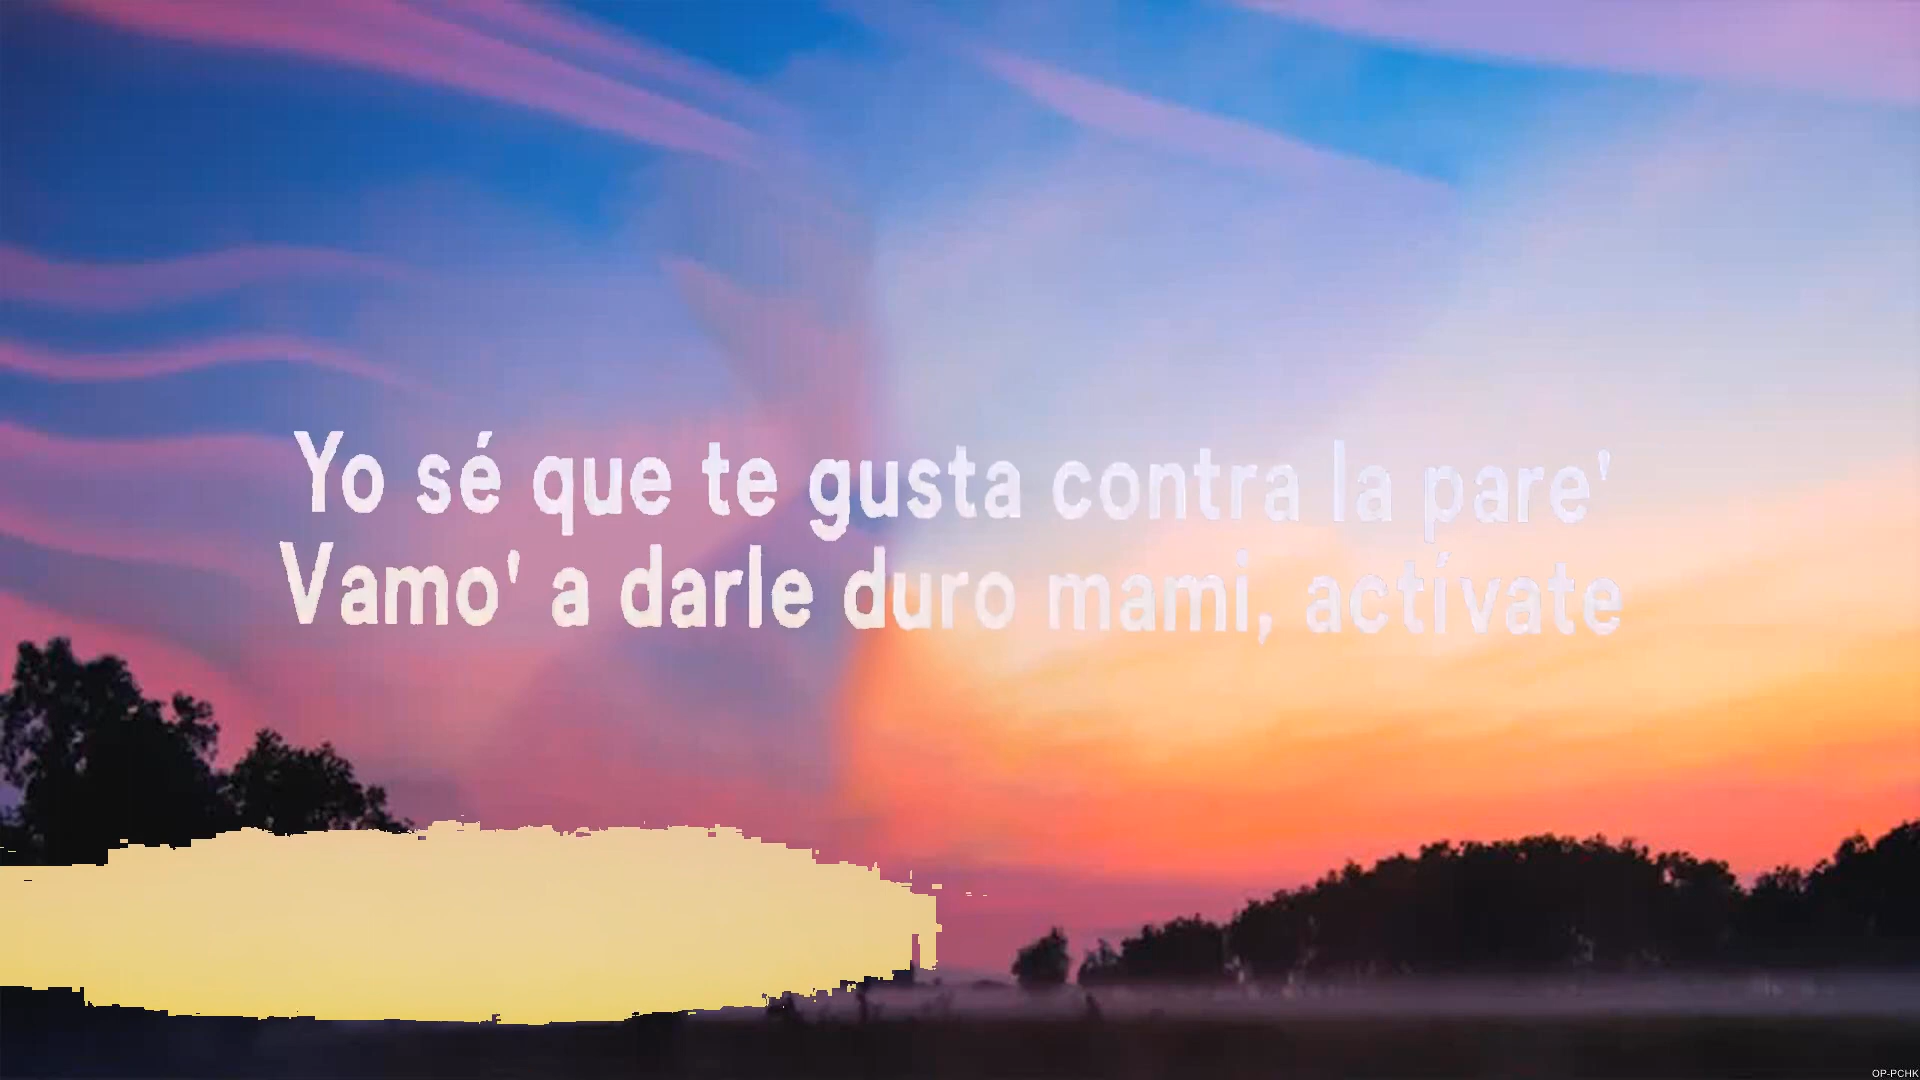 Yo sé que te gusta contra la pare'
Vamo' a darle duro mami, actívate
OP-PCHK